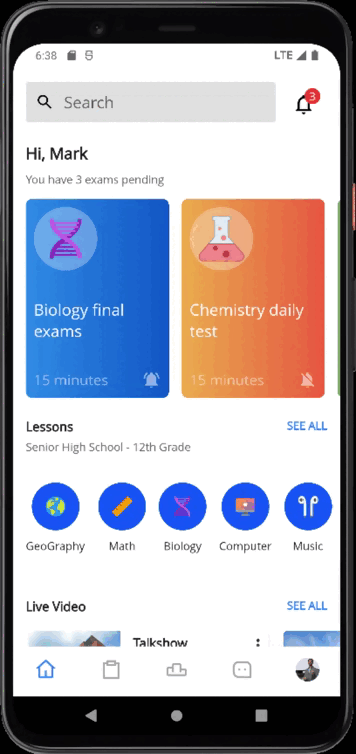 6:38
LTE
Search
3
Hi, Mark
You have 3 exams pending
Biology final
exams
15 minutes
Chemistry daily
test
15 minutes
Lessons
SEE ALL
Senior High School - 12th Grade
GeoGraphy
Math
Biology
Computer
Music
Live Video
SEE ALL
Talkshow